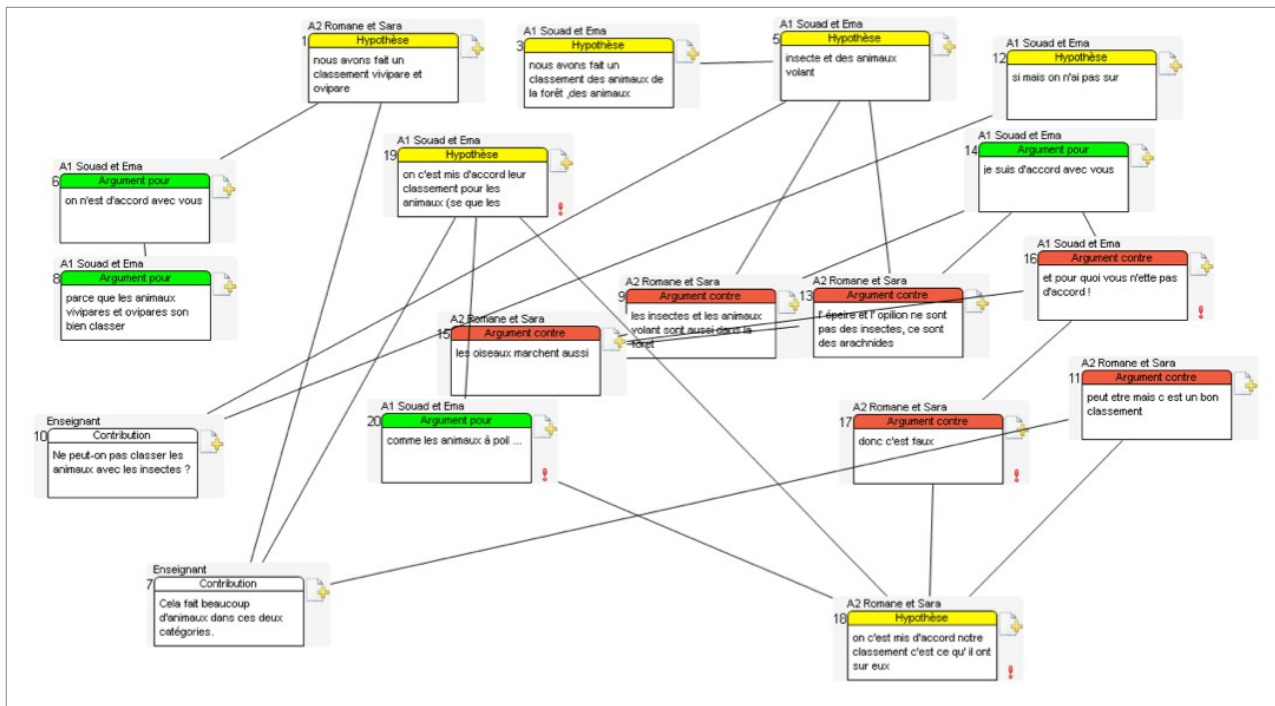 A2 Romane et Sara
1
Hypothèse
nous avons fait un
classement vivipare et
ovipare
A1 Souad et Ema
3
Hypothèse
nous avons fait un
classement des animaux de
la forêt ,des animaux
A1 Souad et Ema
5
Hypothèse
insecte et des animaux
volant
A1 Souad et Ema
12
Hypothèse
si mais on n'ai pas sur
A1 Souad et Ema
19
Hypothèse
on c'est mis d'accord leur
classement pour les
animaux (se que les
A1 Souad et Ema
14
Argument pour
je suis d'accord avec vous
A1 Souad et Ema
6
Argument pour
on n'est d'accord avec vous
A1 Souad et Ema
8
Argument pour
parce que les animaux
vivipares et ovipares son
bien classer
A1 Souad et Ema
16
Argument contre
et pour quoi vous n'ette pas
d'accord !
A2 Romane et Sara
9
Argument contre
les insectes et les animaux
volant sont aussi dans la
forêt
A2 Romane et Sara
13
Argument contre
l' épeire et l' opilion ne sont
pas des insectes, ce sont
des arachnides
A2 Romane et Sara
15
Argument contre
les oiseaux marchent aussi
A2 Romane et Sara
11
Argument contre
peut etre mais c est un bon
classement
Enseignant
10
Contribution
Ne peut-on pas classer les
animaux avec les insectes ?
A1 Souad et Ema
20
Argument pour
comme les animaux á poil ...
A2 Romane et Sara
17
Argument contre
donc c'est faux
Enseignant
7
Contribution
Cela fait beaucoup
d'animaux dans ces deux
catégories.
A2 Romane et Sara
18
Hypothèse
on c'est mis d'accord notre
classement c'est ce qu' il ont
sur eux